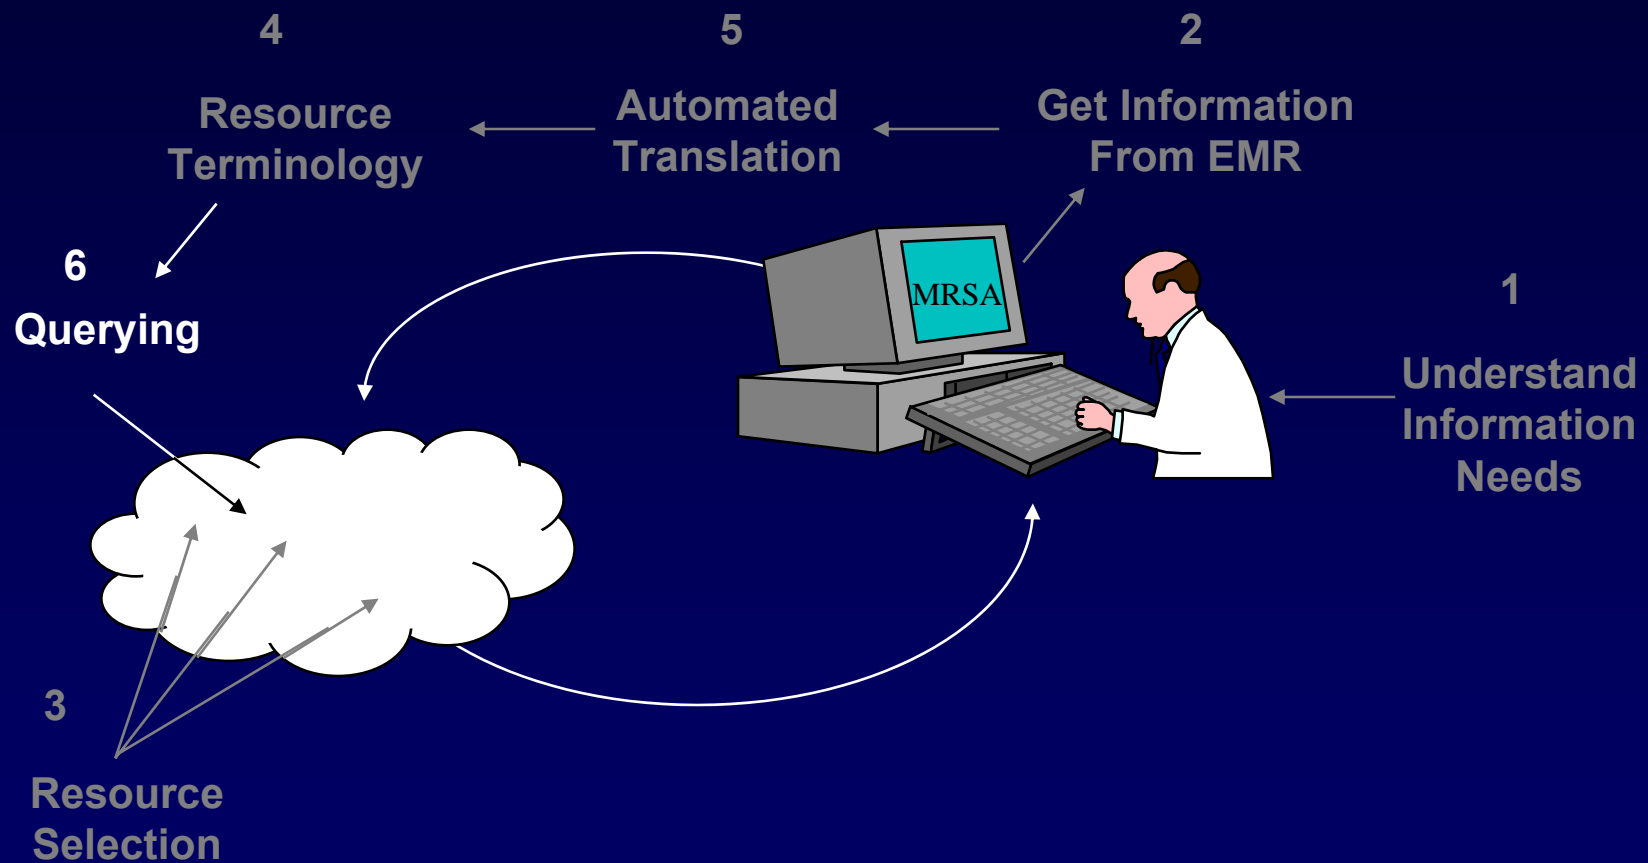 4
Resource
Terminology
5
Automated
Translation
2
Get Information
From EMR
6
Querying
MRSA
1
Understand
Information
Needs
3
Resource
Selection